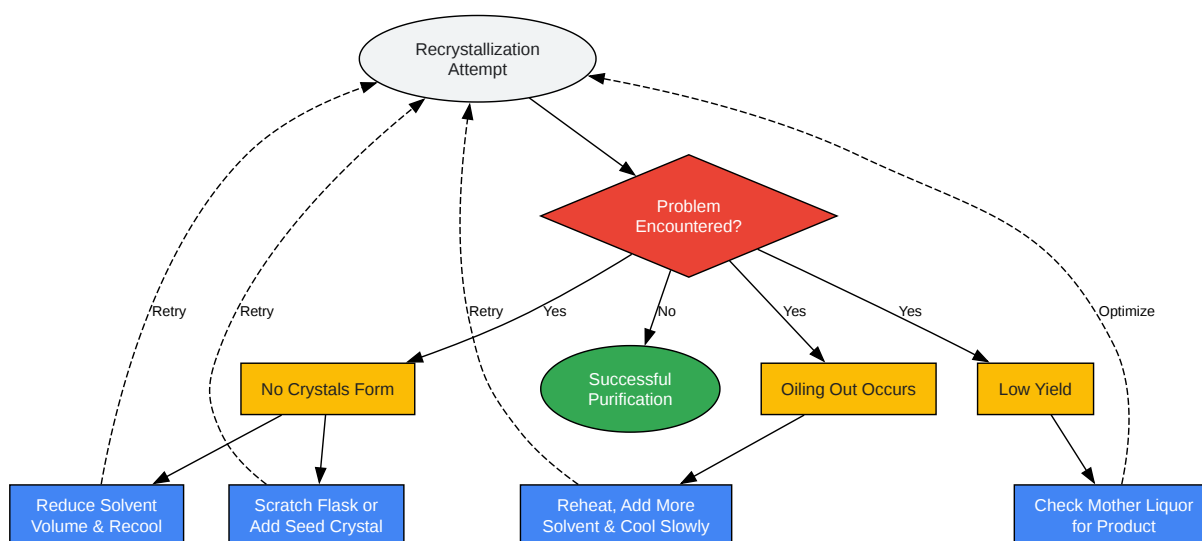 Recrystallization
Attempt
Problem
Encountered?
Retry
Retry
Retry
Yes
No
Yes
Yes
Optimize
No Crystals Form
Successful
Purification
Oiling Out Occurs
Low Yield
Reduce Solvent
Volume & Recool
Scratch Flask or
Add Seed Crystal
Reheat, Add More
Solvent & Cool Slowly
Check Mother Liquor
for Product